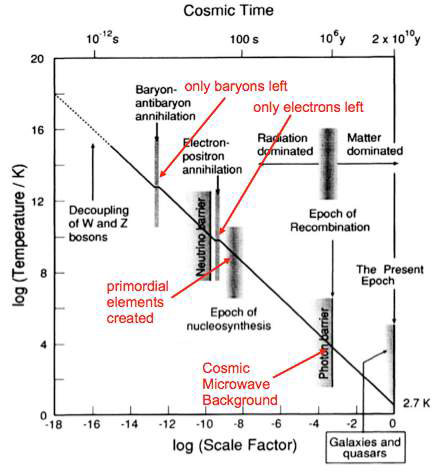 Cosmic Time
10⁻¹²s
100 s
10⁶y
2 x 10¹⁰y
20
16
12
8
4
0
log (Temperature / K)
Baryon-
antibaryon
annihilation
only baryons left
only electrons left
Electron-
positron
annihilation
Radiation
dominated
Matter
dominated
Decoupling
of W and Z
bosons
Neutrino barrier
Epoch of
Recombination
The Present
Epoch
primordial
elements
created
Epoch of
nucleosynthesis
Cosmic
Microwave
Background
Photon barrier
2.7 K
-18
-16
-14
-12
-10
-8
-6
-4
-2
0
log (Scale Factor)
Galaxies and
quasars